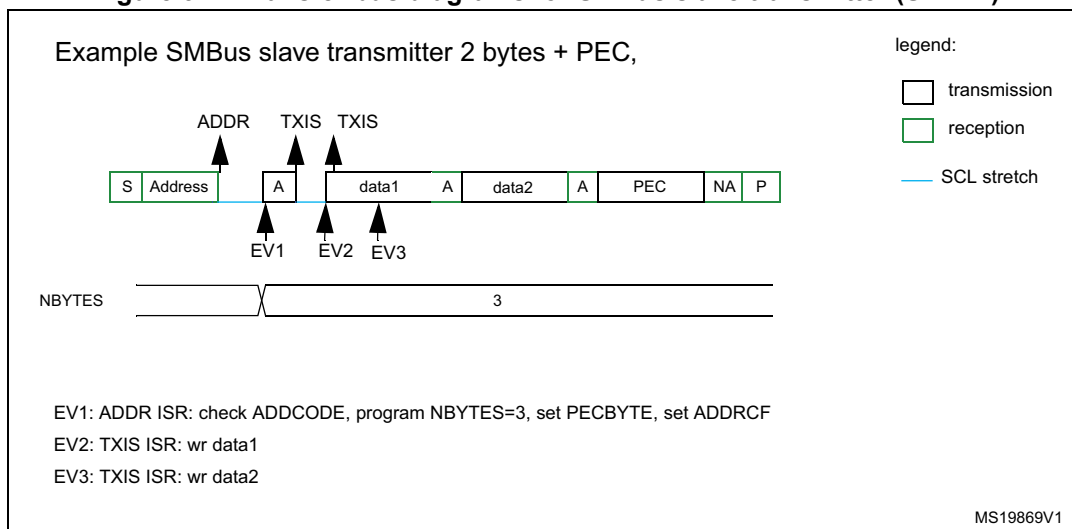 Example SMBus slave transmitter 2 bytes + PEC,
legend:
transmission
reception
SCL stretch
ADDR TXIS TXIS
S Address A data1 A data2 A PEC NA P
EV1 EV2 EV3
NBYTES 3
EV1: ADDR ISR: check ADDCODE, program NBYTES=3, set PECBYTE, set ADDRCF
EV2: TXIS ISR: wr data1
EV3: TXIS ISR: wr data2
MS19869V1